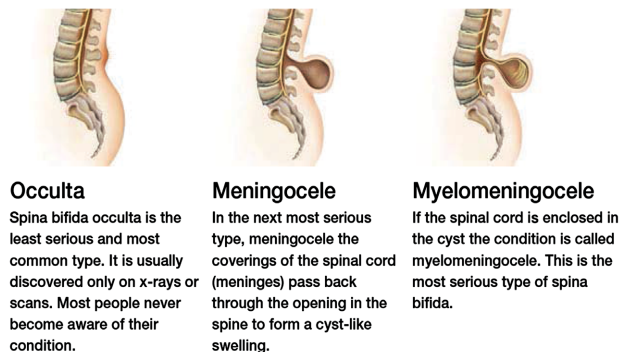 Occulta
Spina bifida occulta is the
least serious and most
common type. It is usually
discovered only on x-rays or
scans. Most people never
become aware of their
condition.
Meningocele
In the next most serious
type, meningocele the
coverings of the spinal cord
(meninges) pass back
through the opening in the
spine to form a cyst-like
swelling.
Myelomeningocele
If the spinal cord is enclosed in
the cyst the condition is called
myelomeningocele. This is the
most serious type of spina
bifida.